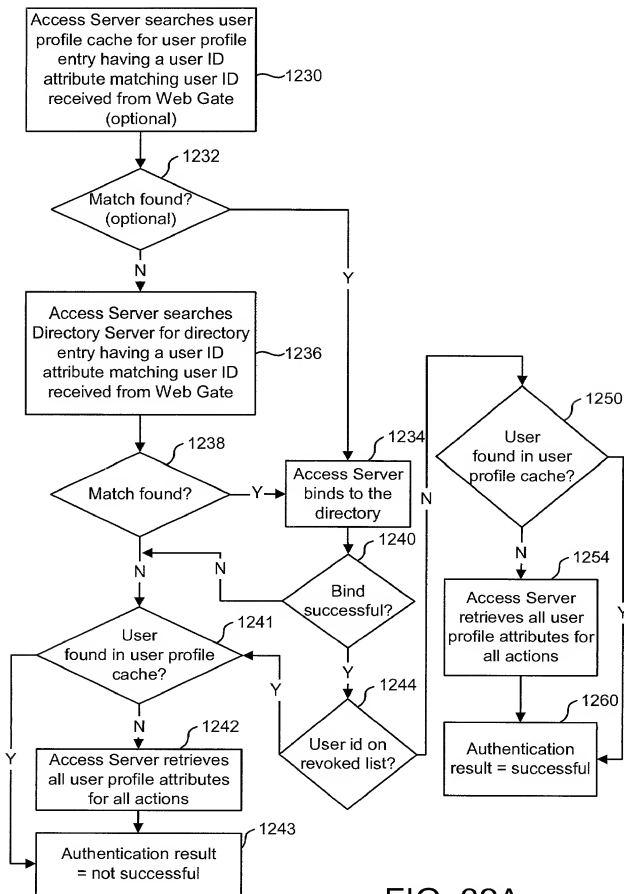 Access Server searches user
profile cache for user profile
entry having a user ID
attribute matching user ID
received from Web Gate
(optional)
1230
1232
Match found?
(optional)
N
Y
Access Server searches
Directory Server for directory
entry having a user ID
attribute matching user ID
received from Web Gate
1236
1238
Match found?
Y
1234
Access Server
binds to the
directory
N
N
1240
Bind
successful?
Y
1241
User
found in user profile
cache?
Y
N
Y
1244
User id on
revoked list?
N
1242
Access Server retrieves
all user profile attributes
for all actions
1243
Authentication result
= not successful
1250
User
found in user
profile cache?
N
Y
1254
Access Server
retrieves all user
profile attributes for
all actions
1260
Authentication
result = successful